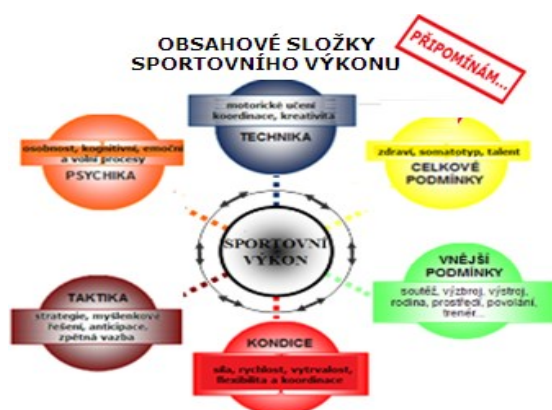 OBSAHOVÉ SLOŽKY
SPORTOVNÍHO VÝKONU
PŘIPOMÍNÁM...
motorické učení
koordinace, kreativita
TECHNIKA
osobnost, kognitivní, emoční
a volní procesy
PSYCHIKA
zdraví, somatotyp, talent
CELKOVÉ
PODMÍNKY
SPORTOVNÍ
VÝKON
VNĚJŠÍ
PODMÍNKY
soutěž, výzbroj, výstroj,
rodina, prostředí, povolání,
trenér...
TAKTIKA
strategie, myšlenkové
řešení, anticipace,
zpětná vazba
KONDICE
síla, rychlost, vytrvalost,
flexibilita a koordinace